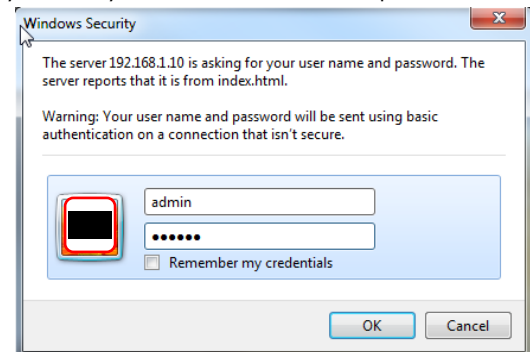 Windows Security
The server 192.168.1.10 is asking for your user name and password. The
server reports that it is from index.html.
Warning: Your user name and password will be sent using basic
authentication on a connection that isn't secure.
admin
••••••
Remember my credentials
OK
Cancel